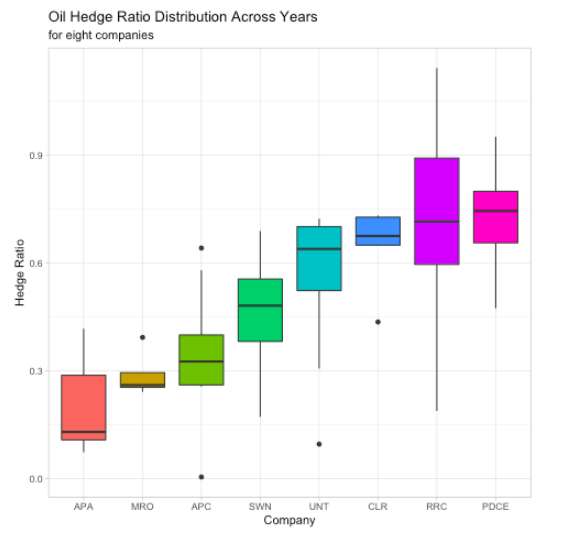 Oil Hedge Ratio Distribution Across Years
for eight companies
Hedge Ratio
0.9
0.6
0.3
0.0
APA MRO APC SWN UNT CLR RRC PDCE
Company